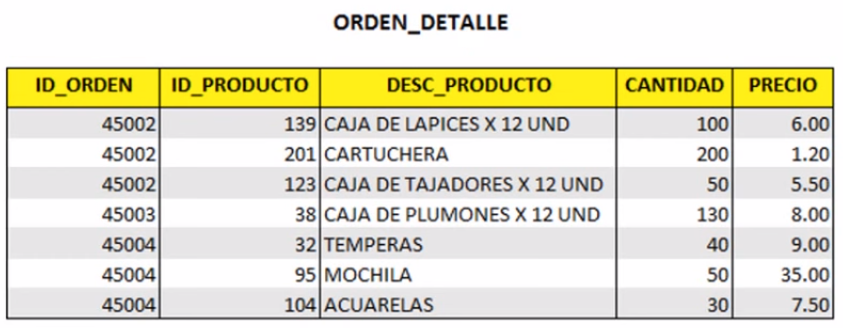 ORDEN_DETALLE
ID_ORDEN ID_PRODUCTO DESC_PRODUCTO CANTIDAD PRECIO
45002 139 CAJA DE LAPICES X 12 UND 100 6.00
45002 201 CARTUCHERA 200 1.20
45002 123 CAJA DE TAJADORES X 12 UND 50 5.50
45003 38 CAJA DE PLUMONES X 12 UND 130 8.00
45004 32 TEMPERAS 40 9.00
45004 95 MOCHILA 50 35.00
45004 104 ACUARELAS 30 7.50